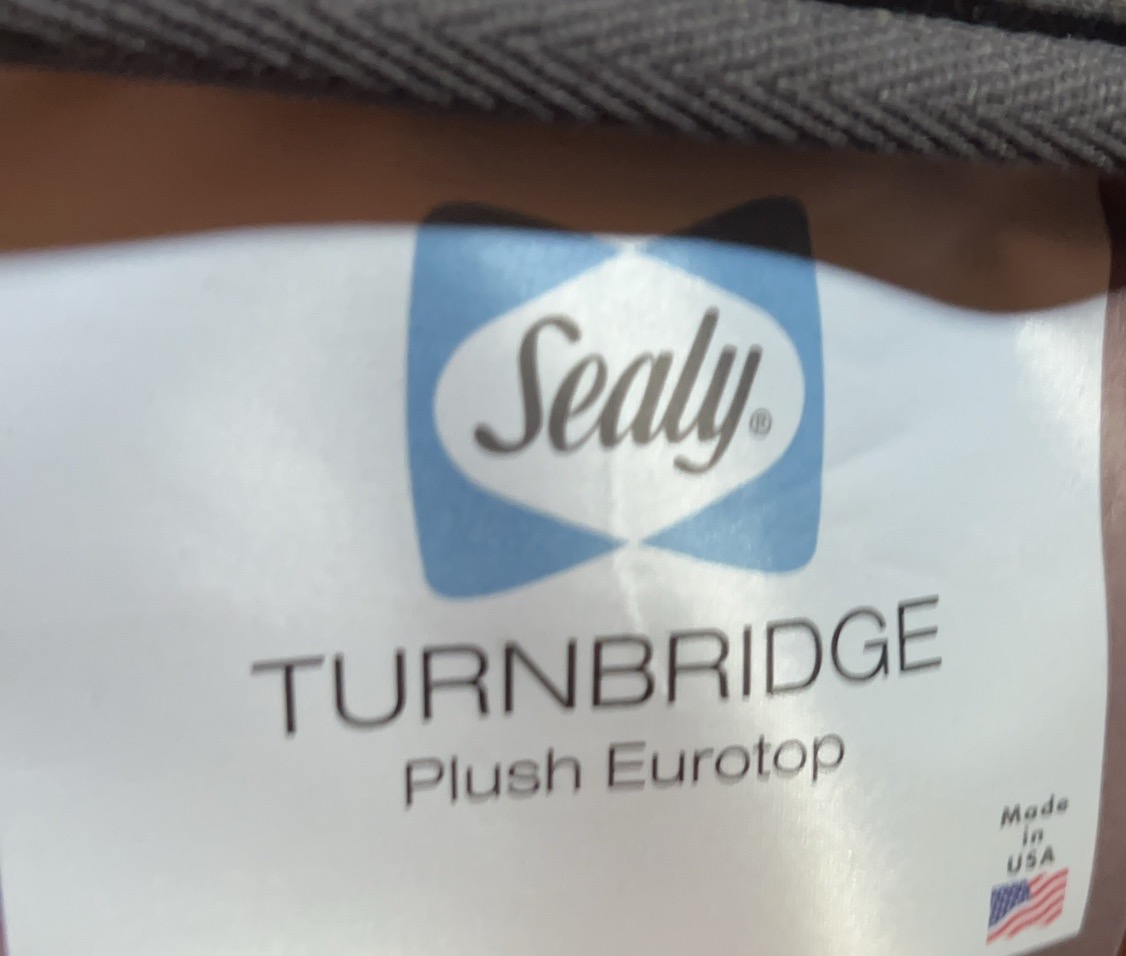 Sealy®
TURNBRIDGE
Plush Eurotop
Made
in
USA